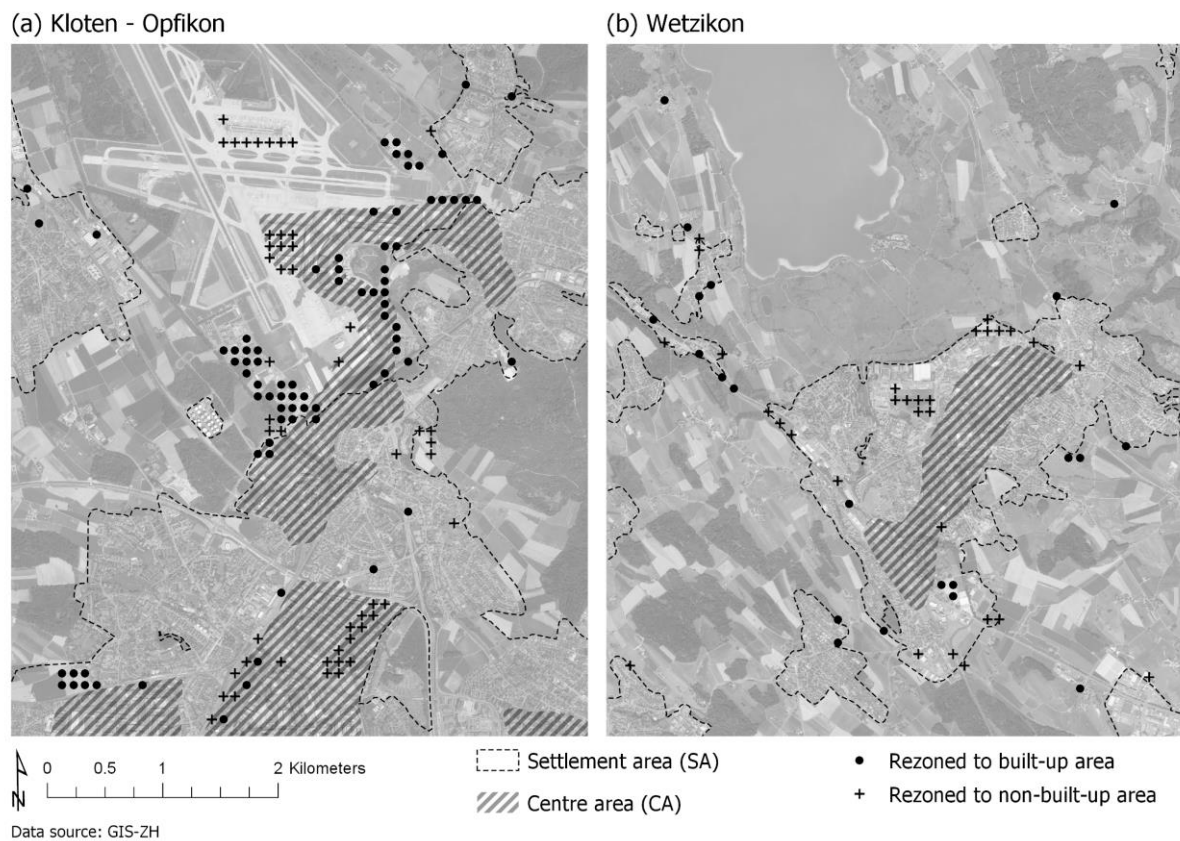 (a) Kloten - Opfikon
(b) Wetzikon
0 0.5 1 2 Kilometers
N
Settlement area (SA)
Centre area (CA)
Rezoned to built-up area
Rezoned to non-built-up area
Data source: GIS-ZH